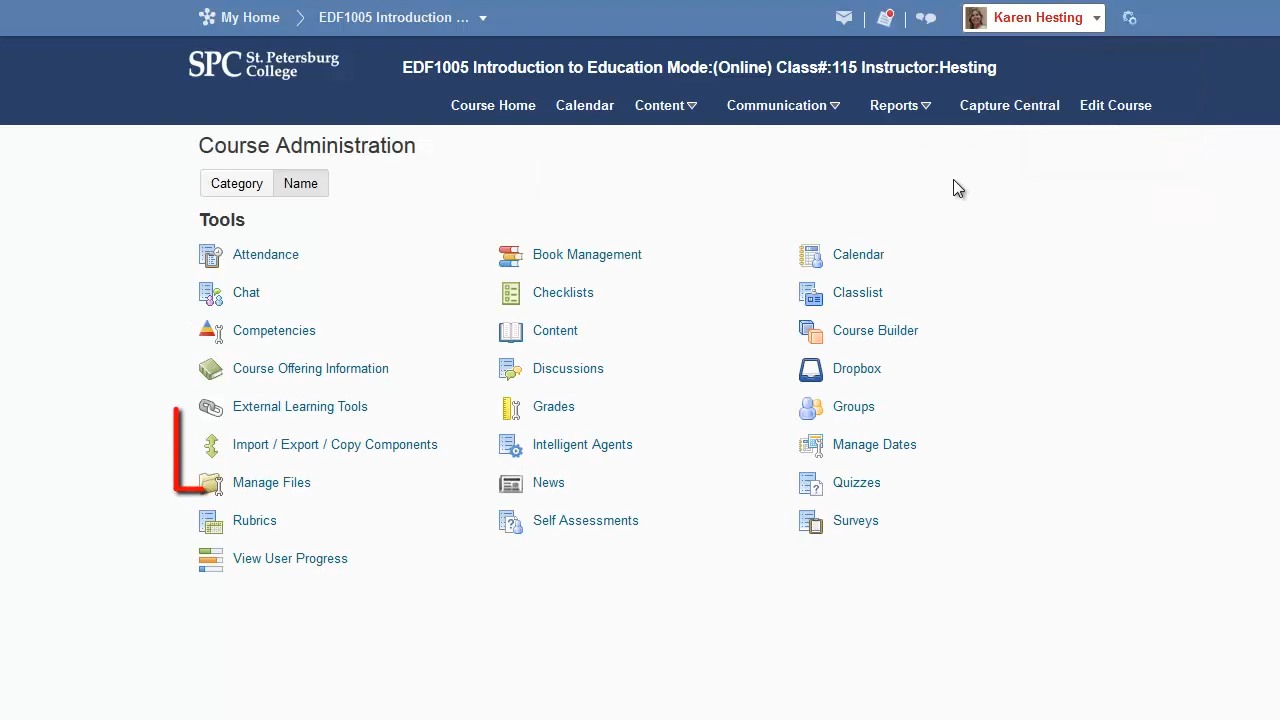 My Home
EDF1005 Introduction ...
Karen Hesting
SPC St. Petersburg College
EDF1005 Introduction to Education Mode:(Online) Class#:115 Instructor:Hesting
Course Home Calendar Content Communication Reports Capture Central Edit Course
Course Administration
Category Name
Tools
Attendance Book Management Calendar
Chat Checklists Classlist
Competencies Content Course Builder
Course Offering Information Discussions Dropbox
External Learning Tools Grades Groups
Import / Export / Copy Components Intelligent Agents Manage Dates
Manage Files News Quizzes
Rubrics Self Assessments Surveys
View User Progress